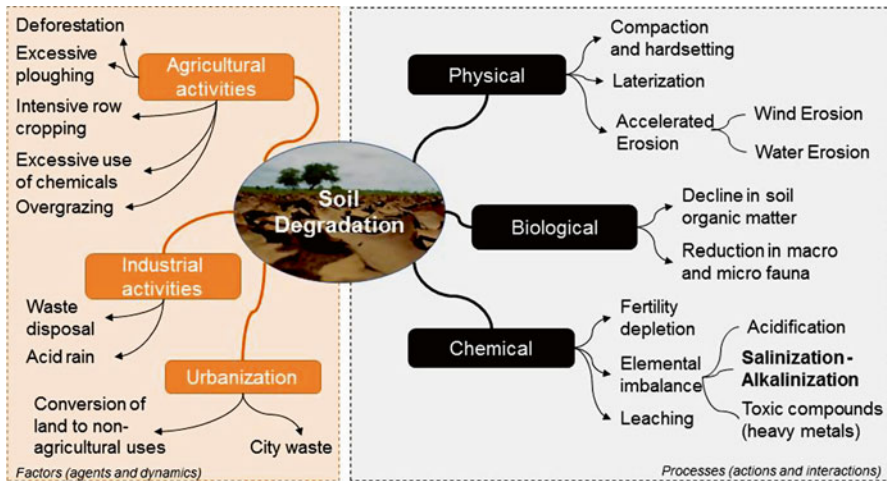 Deforestation
Excessive
ploughing
Intensive row
cropping
Excessive use
of chemicals
Overgrazing
Agricultural
activities
Industrial
activities
Waste
disposal
Acid rain
Urbanization
Conversion of
land to non-
agricultural uses
City waste
Factors (agents and dynamics)
Soil
Degradation
Physical
Compaction
and hardsetting
Laterization
Accelerated
Erosion
Wind Erosion
Water Erosion
Biological
Decline in soil
organic matter
Reduction in macro
and micro fauna
Chemical
Fertility
depletion
Elemental
imbalance
Leaching
Acidification
Salinization-
Alkalinization
Toxic compounds
(heavy metals)
Processes (actions and interactions)